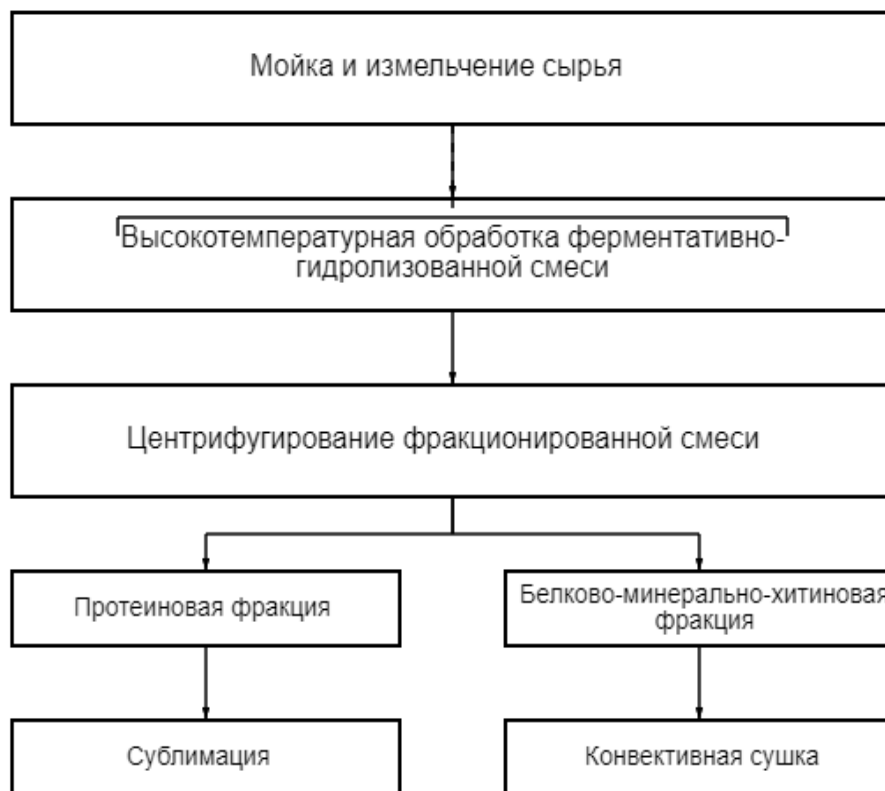 Мойка и измельчение сырья
Высокотемпературная обработка ферментативно-
гидролизованной смеси
Центрифугирование фракционированной смеси
Протеиновая фракция
Белково-минерально-хитиновая
фракция
Сублимация
Конвективная сушка